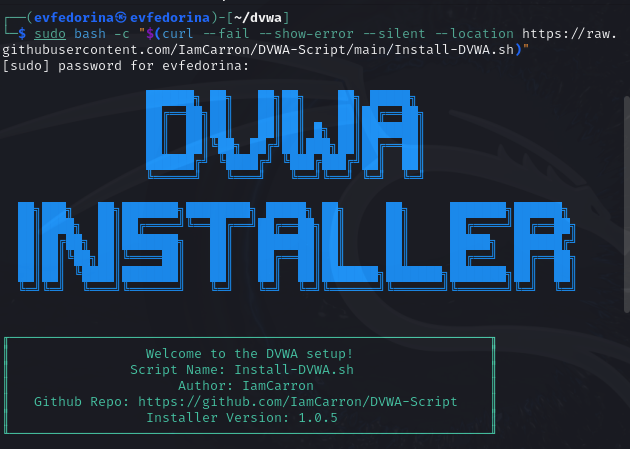 ┌──(evfedorina㉿evfedorina)-[~/dvwa]
└─$ sudo bash -c "$(curl --fail --show-error --silent --location https://raw.
githubusercontent.com/IamCarron/DVWA-Script/main/Install-DVWA.sh)"
[sudo] password for evfedorina:
DVWA
INSTALLER
Welcome to the DVWA setup!
Script Name: Install-DVWA.sh
Author: IamCarron
Github Repo: https://github.com/IamCarron/DVWA-Script
Installer Version: 1.0.5